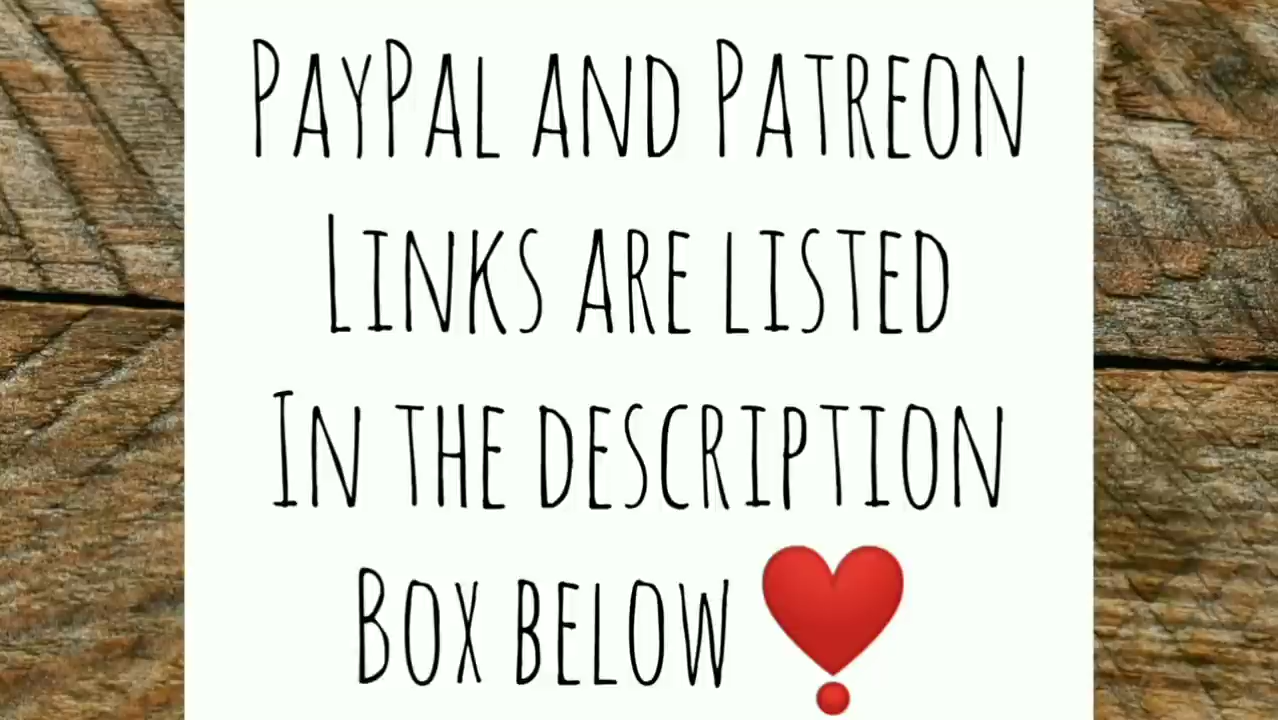 PayPal and Patreon
Links are listed
In the description
Box below ❣️